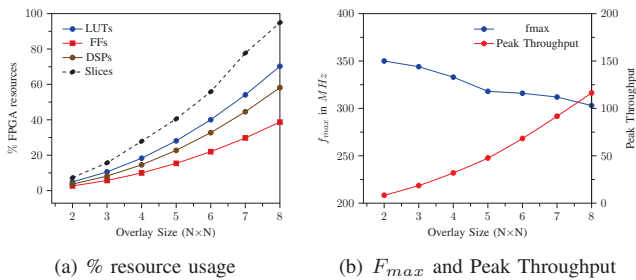 LUTs
FFs
DSPs
Slices
100
80
60
40
20
0
% FPGA resources
2 3 4 5 6 7 8
Overlay Size (N×N)
(a) % resource usage
fmax
Peak Throughput
400
350
300
250
200
f_max in MHz
200
150
100
50
0
Peak Throughput
2 3 4 5 6 7 8
Overlay Size (N×N)
(b) F_max and Peak Throughput